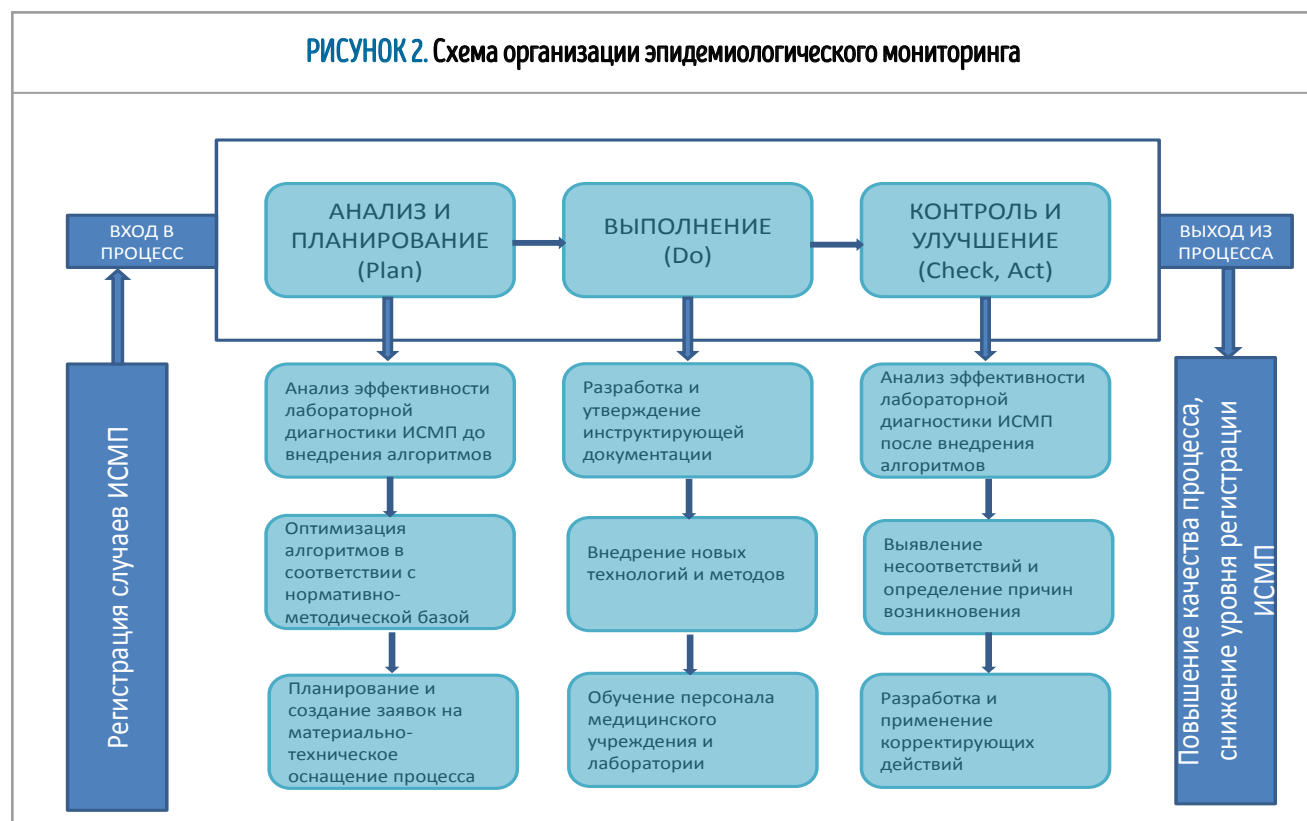 РИСУНОК 2. Схема организации эпидемиологического мониторинга
ВХОД В
ПРОЦЕСС
АНАЛИЗ И
ПЛАНИРОВАНИЕ
(Plan)
ВЫПОЛНЕНИЕ
(Do)
КОНТРОЛЬ И
УЛУЧШЕНИЕ
(Check, Act)
ВЫХОД ИЗ
ПРОЦЕССА
Регистрация случаев ИСМП
Анализ эффективности
лабораторной
диагностики ИСМП до
внедрения алгоритмов
Оптимизация
алгоритмов в
соответствии с
нормативно-
методической базой
Планирование и
создание заявок на
материально-
техническое
оснащение процесса
Разработка и
утверждение
инструктирующей
документации
Внедрение новых
технологий и методов
Обучение персонала
медицинского
учреждения и
лаборатории
Анализ эффективности
лабораторной
диагностики ИСМП
после внедрения
алгоритмов
Выявление
несоответствий и
определение причин
возникновения
Разработка и
применение
корректирующих
действий
Повышение качества процесса,
снижение уровня регистрации
ИСМП